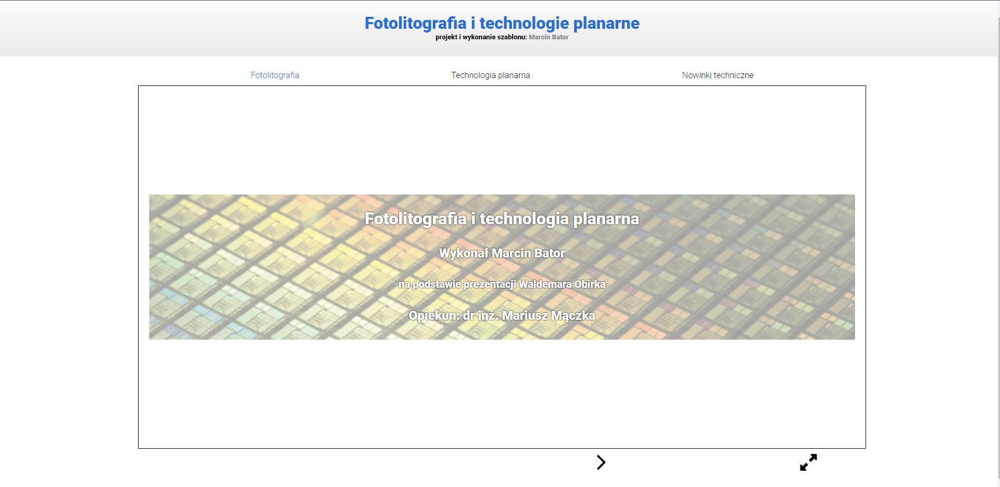 Fotolitografia i technologie planarne
projekt i wykonanie szablonu: Marcin Bator
Fotolitografia
Technologia planarna
Nowinki techniczne
Fotolitografia i technologia planarna
Wykonał Marcin Bator
na podstawie prezentacji Waldemara Obirka
Opiekun: dr inż. Mariusz Mączka